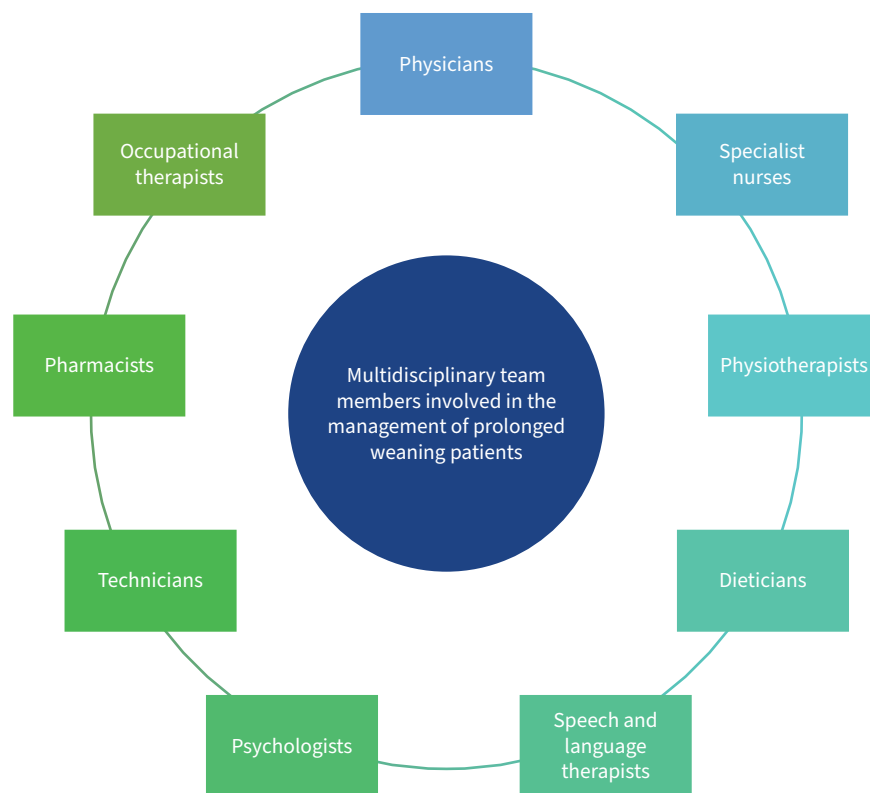 Physicians
Specialist
nurses
Physiotherapists
Dieticians
Speech and
language
therapists
Psychologists
Technicians
Pharmacists
Occupational
therapists
Multidisciplinary team
members involved in the
management of prolonged
weaning patients